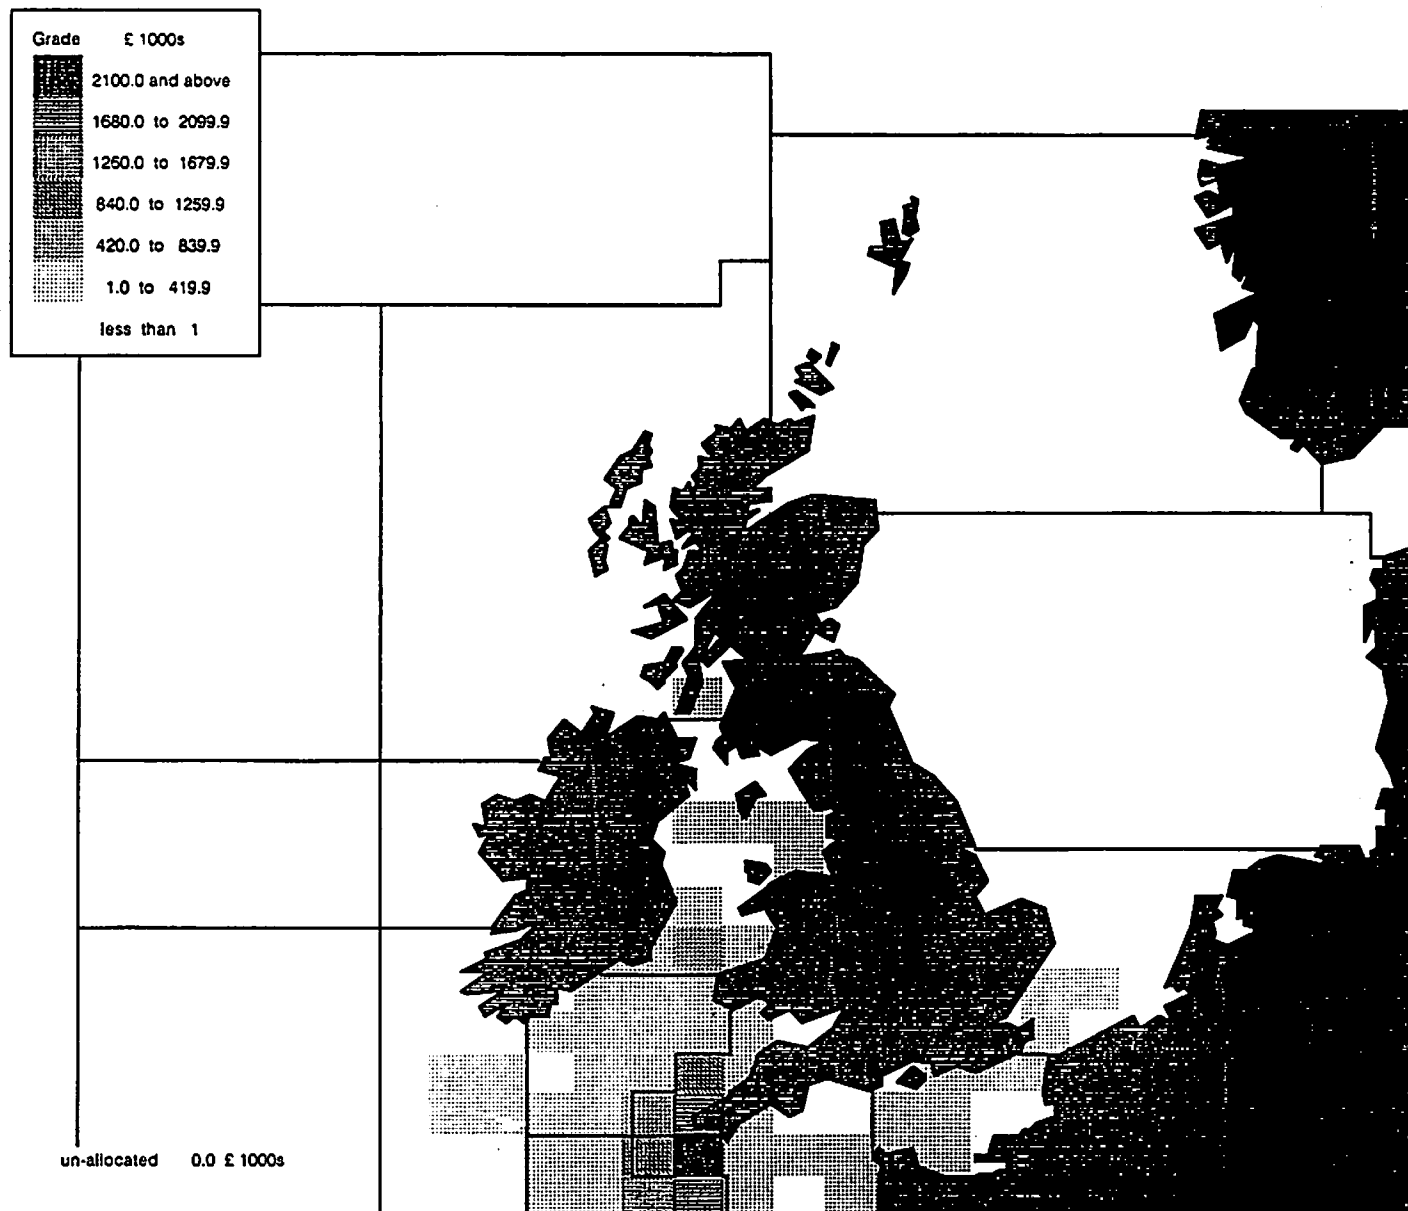 Grade £ 1000s
2100.0 and above
1680.0 to 2099.9
1260.0 to 1679.9
840.0 to 1259.9
420.0 to 839.9
1.0 to 419.9
less than 1
un-allocated 0.0 £ 1000s